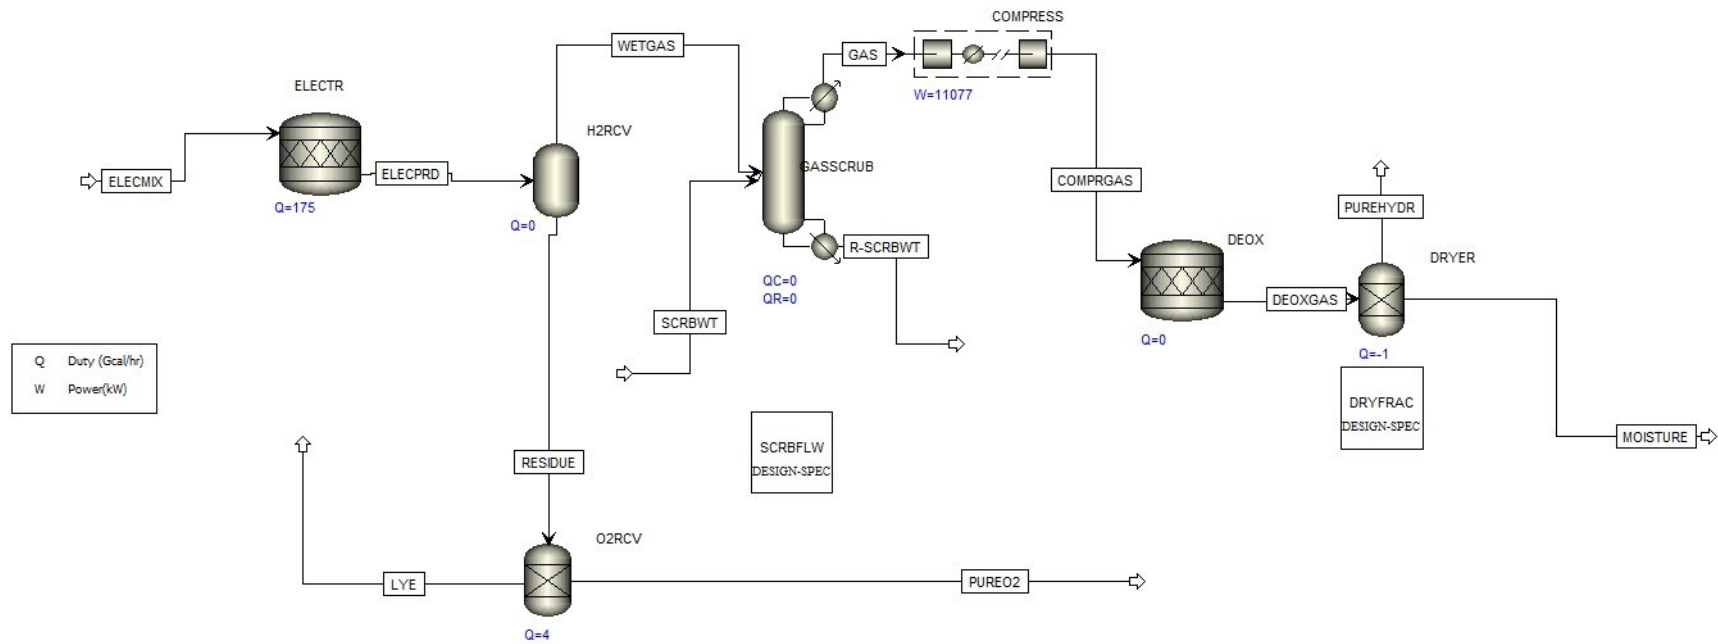 COMPRESS
WETGAS
GAS
ELECTR
W=11077
H2RCV
GASSCRUB
ELECMIX
ELECPRD
COMPRGAS
Q=175
Q=0
PUREHYDR
R-SCRBWT
DEOX
DRYER
QC=0
QR=0
DEOXGAS
SCRBWT
Q=0
Q=-1
Q Duty (Gcal/hr)
W Power(kW)
DRYFRAC
DESIGN-SPEC
MOISTURE
SCRBFLW
DESIGN-SPEC
RESIDUE
O2RCV
LYE
PUREO2
Q=4